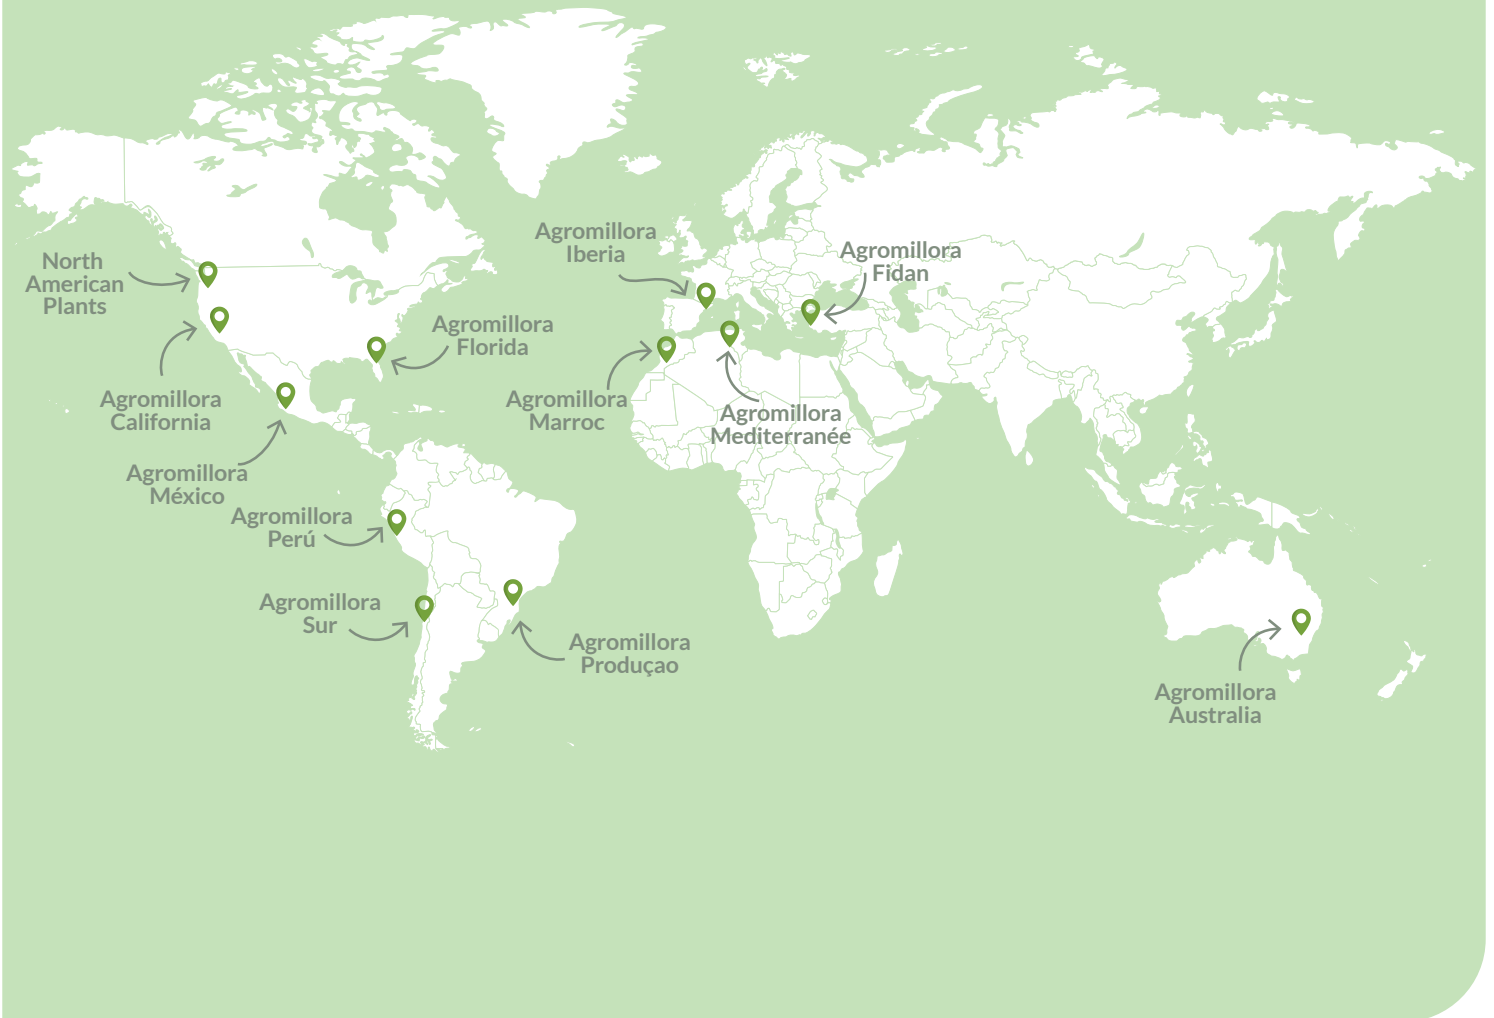 Agromillora
Iberia
Agromillora
Fidan
North
American
Plants
Agromillora
Florida
Agromillora
California
Agromillora
Marroc
Agromillora
Mediterranée
Agromillora
México
Agromillora
Perú
Agromillora
Sur
Agromillora
Produçao
Agromillora
Australia